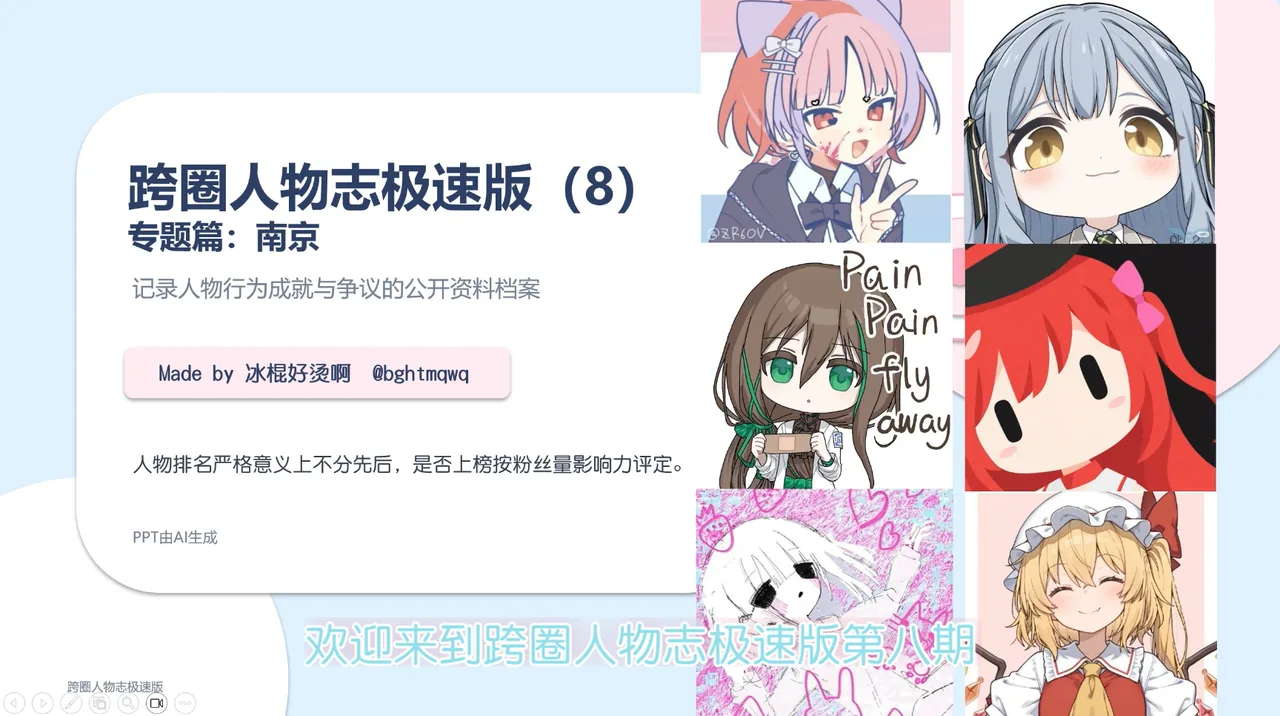 跨圈人物志极速版（8）
专题篇：南京
记录人物行为成就与争议的公开资料档案
Made by 冰棍好烫啊 @bghtmqwq
人物排名严格意义上不分先后，是否上榜按粉丝量影响力评定。
PPT由AI生成
@ZR6OV
Pain
Pain
fly
away
欢迎来到跨圈人物志极速版第八期
跨圈人物志极速版